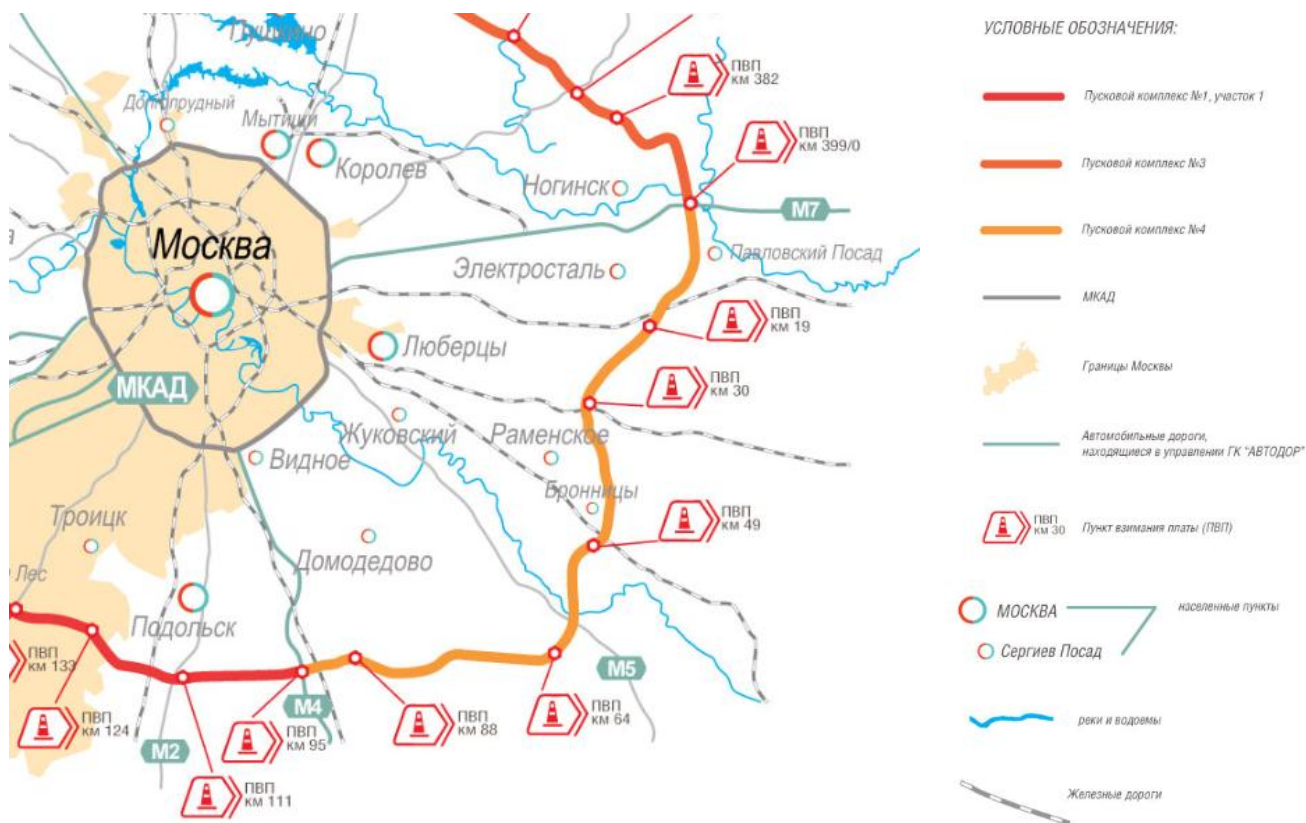 Пушкино
Долгопрудный
Мытищи
Королев
Ногинск
ПВП
км 382
ПВП
км 399/0
М7
Москва
Электросталь
Павловский Посад
ПВП
км 19
Люберцы
МКАД
ПВП
км 30
Жуковский
Раменское
Видное
Бронницы
ПВП
км 49
Троицк
Домодедово
Лес
Подольск
ПВП
км 133
ПВП
км 124
М2
ПВП
км 111
М4
ПВП
км 95
ПВП
км 88
ПВП
км 64
М5
УСЛОВНЫЕ ОБОЗНАЧЕНИЯ:
Пусковой комплекс №1, участок 1
Пусковой комплекс №3
Пусковой комплекс №4
МКАД
Границы Москвы
Автомобильные дороги,
находящиеся в управлении ГК "АВТОДОР"
ПВП
км 30
Пункт взимания платы (ПВП)
МОСКВА
населенные пункты
Сергиев Посад
реки и водоемы
Железные дороги